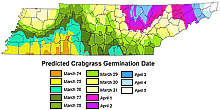 Predicted Crabgrass Germination Date
March 24 March 29 April 3
March 25 March 30 April 4
March 26 March 31 April 5
March 27 April 1
March 28 April 2